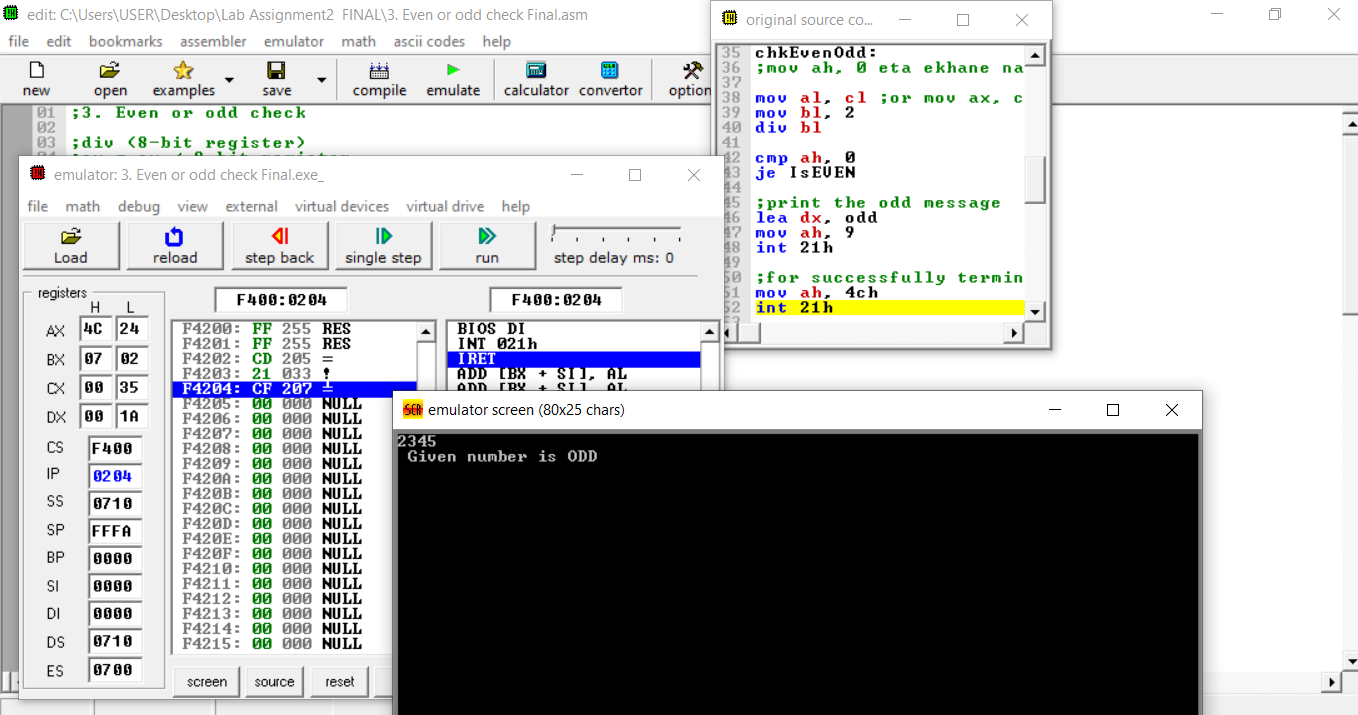 edit: C:\Users\USER\Desktop\Lab Assignment2 FINAL\3. Even or odd check Final.asm
file edit bookmarks assembler emulator math ascii codes help
new open examples save compile emulate calculator convertor option
01 ;3. Even or odd check
02
03 ;div (8-bit register)
original source co...
35 chkEvenOdd:
36 ;mov ah, 0 eta ekhane na
37
38 mov al, cl ;or mov ax, c
39 mov bl, 2
40 div bl
41
42 cmp ah, 0
43 je IsEVEN
44
45 ;print the odd message
46 lea dx, odd
47 mov ah, 9
48 int 21h
49
50 ;for successfully termin
51 mov ah, 4ch
52 int 21h
emulator: 3. Even or odd check Final.exe_
file math debug view external virtual devices virtual drive help
Load reload step back single step run step delay ms: 0
registers
H L
AX 4C 24
BX 07 02
CX 00 35
DX 00 1A
CS F400
IP 0204
SS 0710
SP FFFA
BP 0000
SI 0000
DI 0000
DS 0710
ES 0700
F400:0204
F4200: FF 255 RES
F4201: FF 255 RES
F4202: CD 205 =
F4203: 21 033 !
F4204: CF 207 ╧
F4205: 00 000 NULL
F4206: 00 000 NULL
F4207: 00 000 NULL
F4208: 00 000 NULL
F4209: 00 000 NULL
F420A: 00 000 NULL
F420B: 00 000 NULL
F420C: 00 000 NULL
F420D: 00 000 NULL
F420E: 00 000 NULL
F420F: 00 000 NULL
F4210: 00 000 NULL
F4211: 00 000 NULL
F4212: 00 000 NULL
F4213: 00 000 NULL
F4214: 00 000 NULL
F4215: 00 000 NULL
F400:0204
BIOS DI
INT 021h
IRET
ADD [BX + SI], AL
ADD [BX + SI], AL
screen source reset
emulator screen (80x25 chars)
2345
Given number is ODD